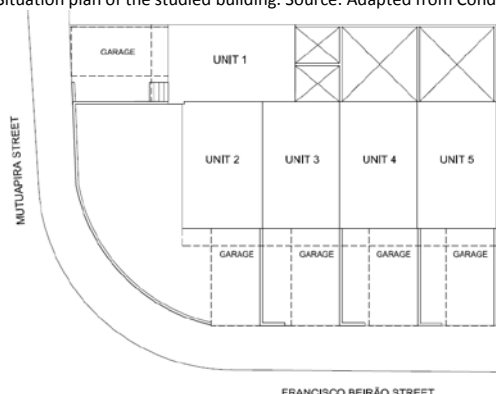 Situation plan of the studied building. Source: Adapted from Cond
GARAGE
UNIT 1
MUTUAPIRA STREET
UNIT 2
UNIT 3
UNIT 4
UNIT 5
GARAGE
GARAGE
GARAGE
GARAGE
FRANCISCO BEIRÃO STREET